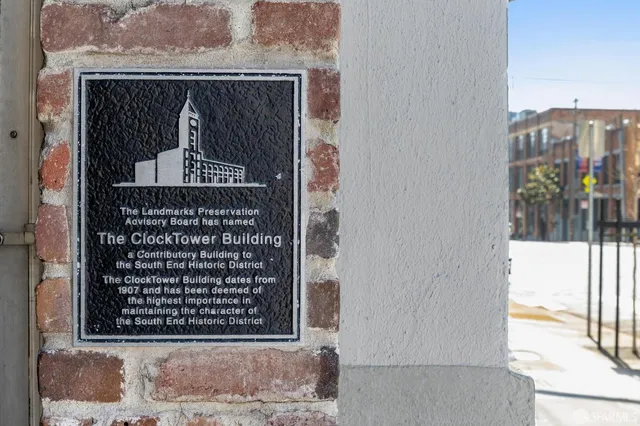 The Landmarks Preservation
Advisory Board has named
The ClockTower Building
a Contributory Building to
the South End Historic District
The ClockTower Building dates from
1907 and has been deemed of
the highest importance in
maintaining the character of
the South End Historic District